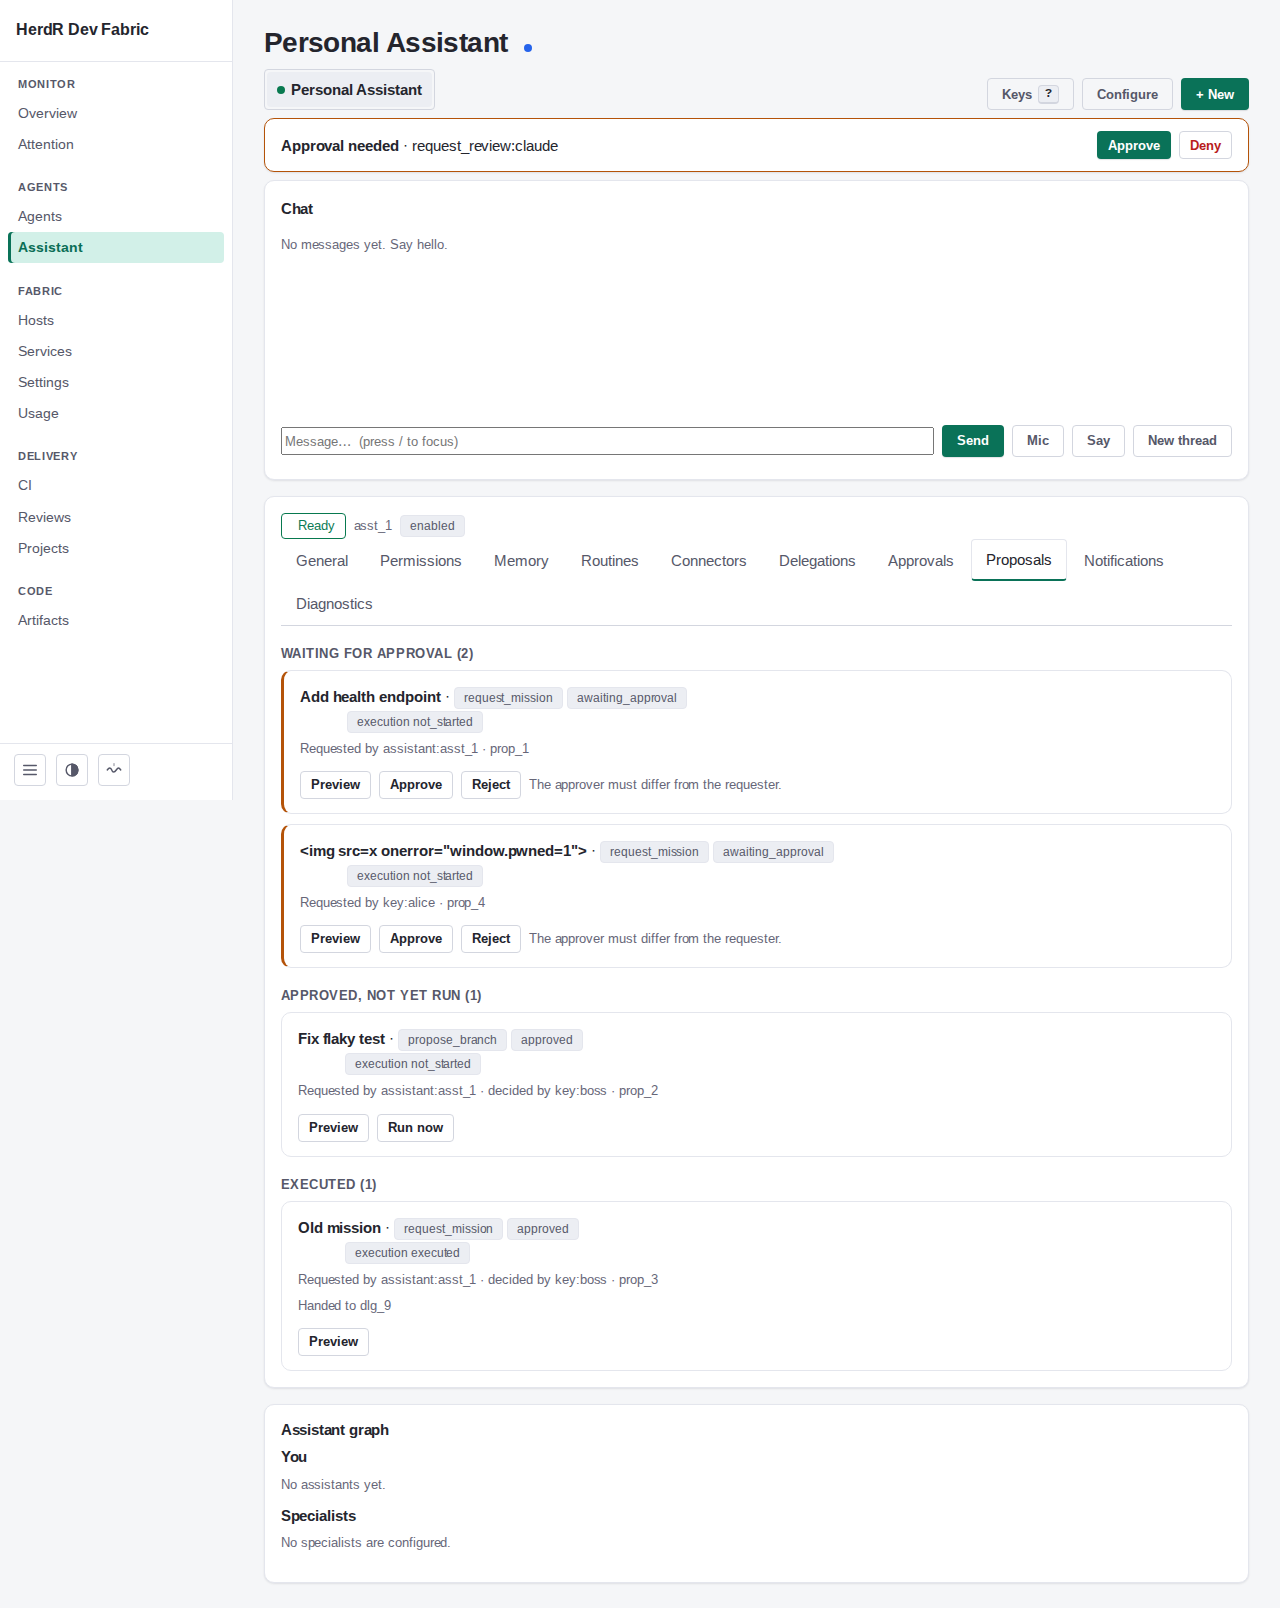 HerdR Dev Fabric
MONITOR
Overview
Attention
AGENTS
Agents
Assistant
FABRIC
Hosts
Services
Settings
Usage
DELIVERY
CI
Reviews
Projects
CODE
Artifacts
Personal Assistant
Personal Assistant
Keys ? Configure + New
Approval needed · request_review:claude Approve Deny
Chat
No messages yet. Say hello.
Message… (press / to focus) Send Mic Say New thread
Ready asst_1 enabled
General Permissions Memory Routines Connectors Delegations Approvals Proposals Notifications
Diagnostics
WAITING FOR APPROVAL (2)
Add health endpoint · request_mission awaiting_approval
execution not_started
Requested by assistant:asst_1 · prop_1
Preview Approve Reject The approver must differ from the requester.
<img src=x onerror="window.pwned=1"> · request_mission awaiting_approval
execution not_started
Requested by key:alice · prop_4
Preview Approve Reject The approver must differ from the requester.
APPROVED, NOT YET RUN (1)
Fix flaky test · propose_branch approved
execution not_started
Requested by assistant:asst_1 · decided by key:boss · prop_2
Preview Run now
EXECUTED (1)
Old mission · request_mission approved
execution executed
Requested by assistant:asst_1 · decided by key:boss · prop_3
Handed to dlg_9
Preview
Assistant graph
You
No assistants yet.
Specialists
No specialists are configured.